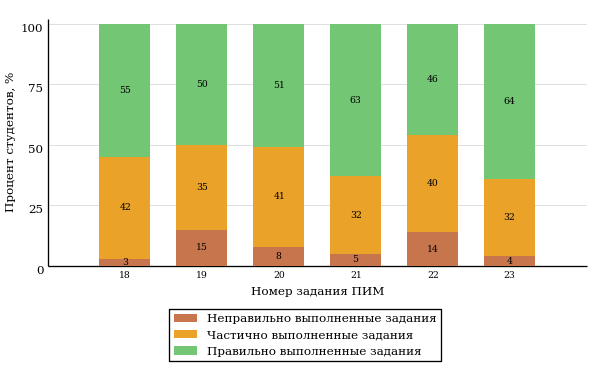 100
75
50
25
0
Процент студентов, %
55 50 51 63 46 64
42 35 41 32 40 32
3 15 8 5 14 4
18 19 20 21 22 23
Номер задания ПИМ
Неправильно выполненные задания
Частично выполненные задания
Правильно выполненные задания